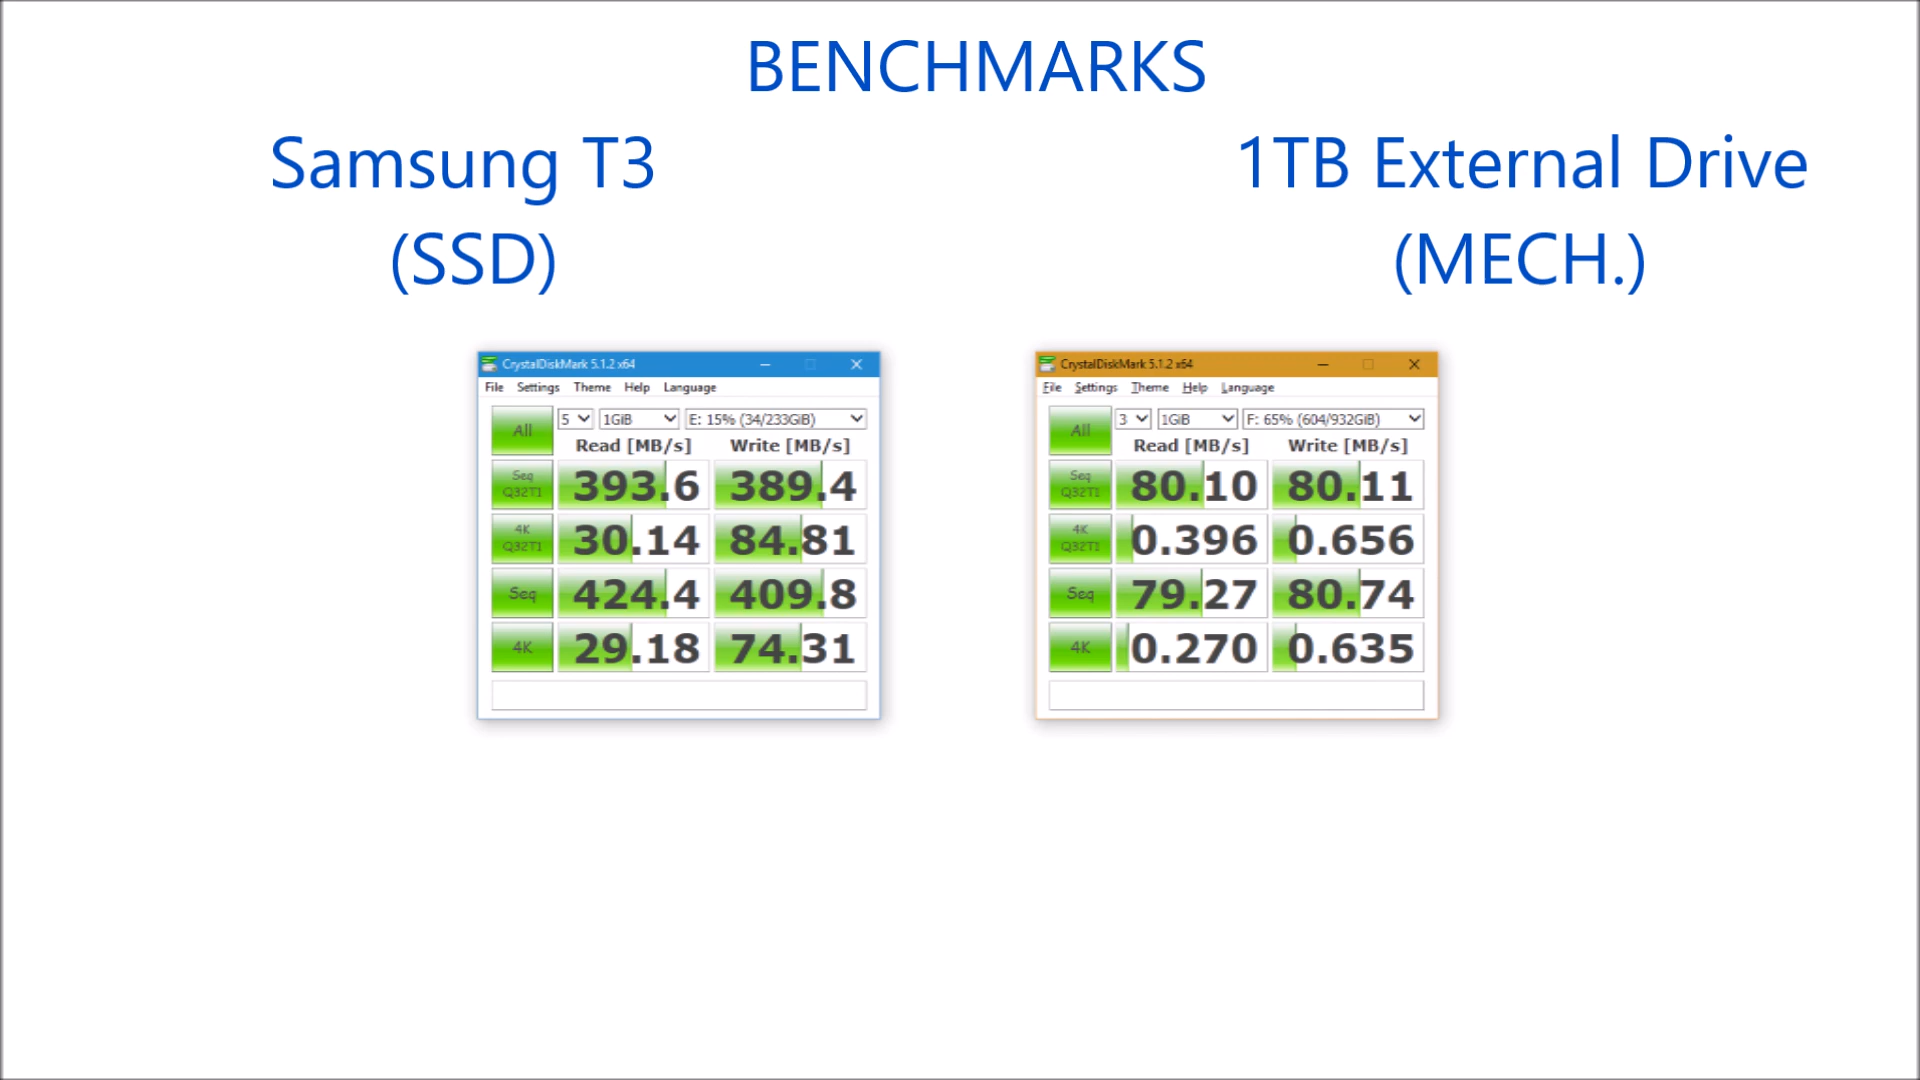 BENCHMARKS
Samsung T3
(SSD)
1TB External Drive
(MECH.)
CrystalDiskMark 5.1.2 x64
File Settings Theme Help Language
All 5 1GiB E: 15% (34/233GiB)
Read [MB/s] Write [MB/s]
Seq Q32T1 393.6 389.4
4K Q32T1 30.14 84.81
Seq 424.4 409.8
4K 29.18 74.31
CrystalDiskMark 5.1.2 x64
File Settings Theme Help Language
All 3 1GiB F: 65% (604/932GiB)
Read [MB/s] Write [MB/s]
Seq Q32T1 80.10 80.11
4K Q32T1 0.396 0.656
Seq 79.27 80.74
4K 0.270 0.635